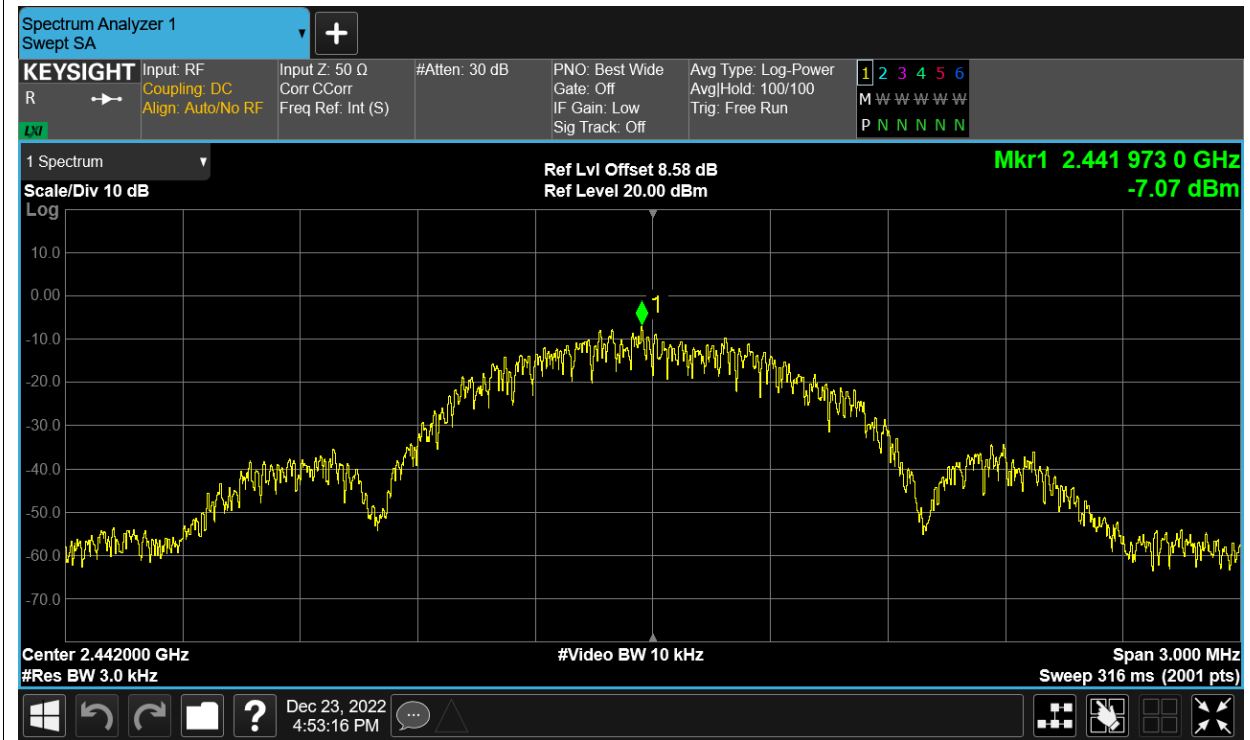 Spectrum Analyzer 1
Swept SA
KEYSIGHT
R
LXI
Input: RF
Coupling: DC
Align: Auto/No RF
Input Z: 50 Ω
Corr CCorr
Freq Ref: Int (S)
#Atten: 30 dB
PNO: Best Wide
Gate: Off
IF Gain: Low
Sig Track: Off
Avg Type: Log-Power
Avg|Hold: 100/100
Trig: Free Run
1 2 3 4 5 6
M W W W W W
P N N N N N
1 Spectrum
Scale/Div 10 dB
Log
Ref Lvl Offset 8.58 dB
Ref Level 20.00 dBm
Mkr1 2.441 973 0 GHz
-7.07 dBm
10.0
0.00
1
-10.0
-20.0
-30.0
-40.0
-50.0
-60.0
-70.0
Center 2.442000 GHz
#Res BW 3.0 kHz
#Video BW 10 kHz
Span 3.000 MHz
Sweep 316 ms (2001 pts)
?
Dec 23, 2022
4:53:16 PM